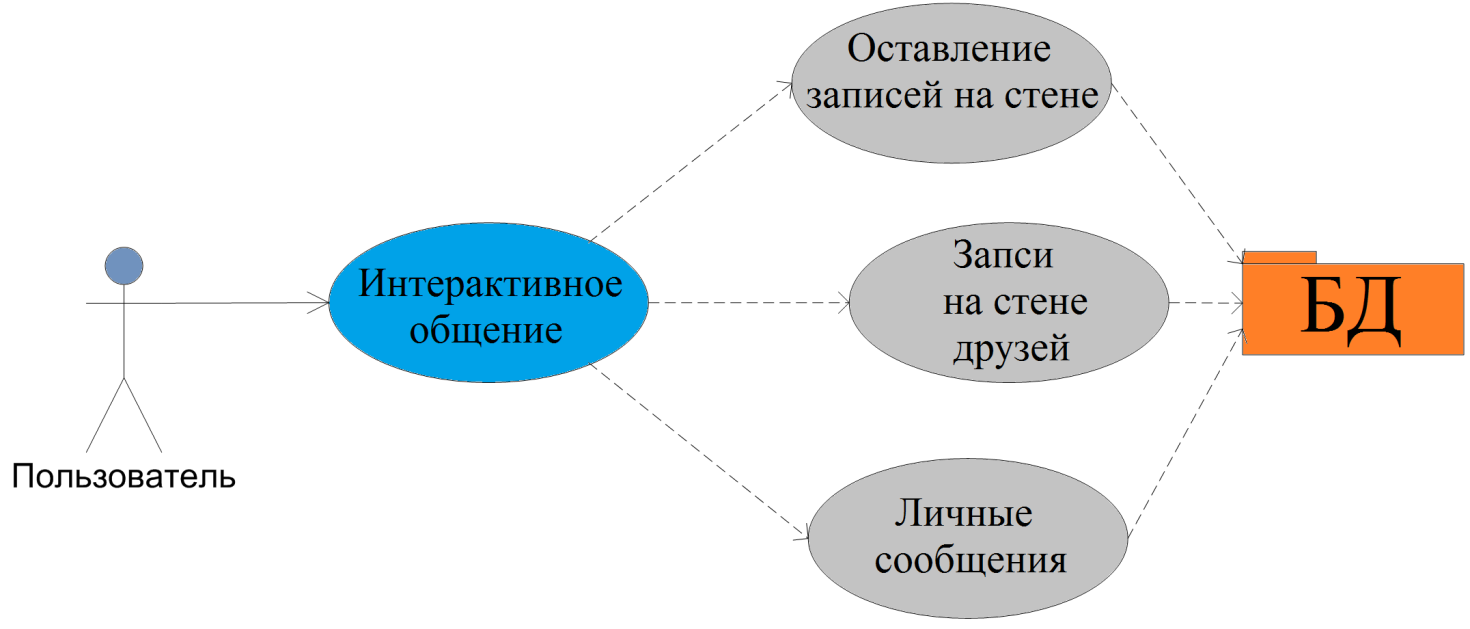 Оставление
записей на стене
Запси
на стене
друзей
Интерактивное
общение
БД
Пользователь
Личные
сообщения